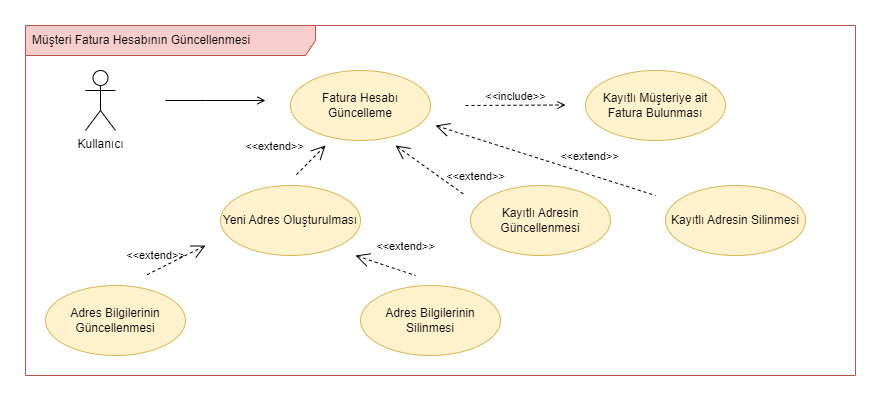 Müşteri Fatura Hesabının Güncellenmesi
Kullanıcı
Fatura Hesabı
Güncelleme
<<include>>
Kayıtlı Müşteriye ait
Fatura Bulunması
<<extend>>
<<extend>>
<<extend>>
Yeni Adres Oluşturulması
Kayıtlı Adresin
Güncellenmesi
Kayıtlı Adresin Silinmesi
<<extend>>
<<extend>>
Adres Bilgilerinin
Güncellenmesi
Adres Bilgilerinin
Silinmesi